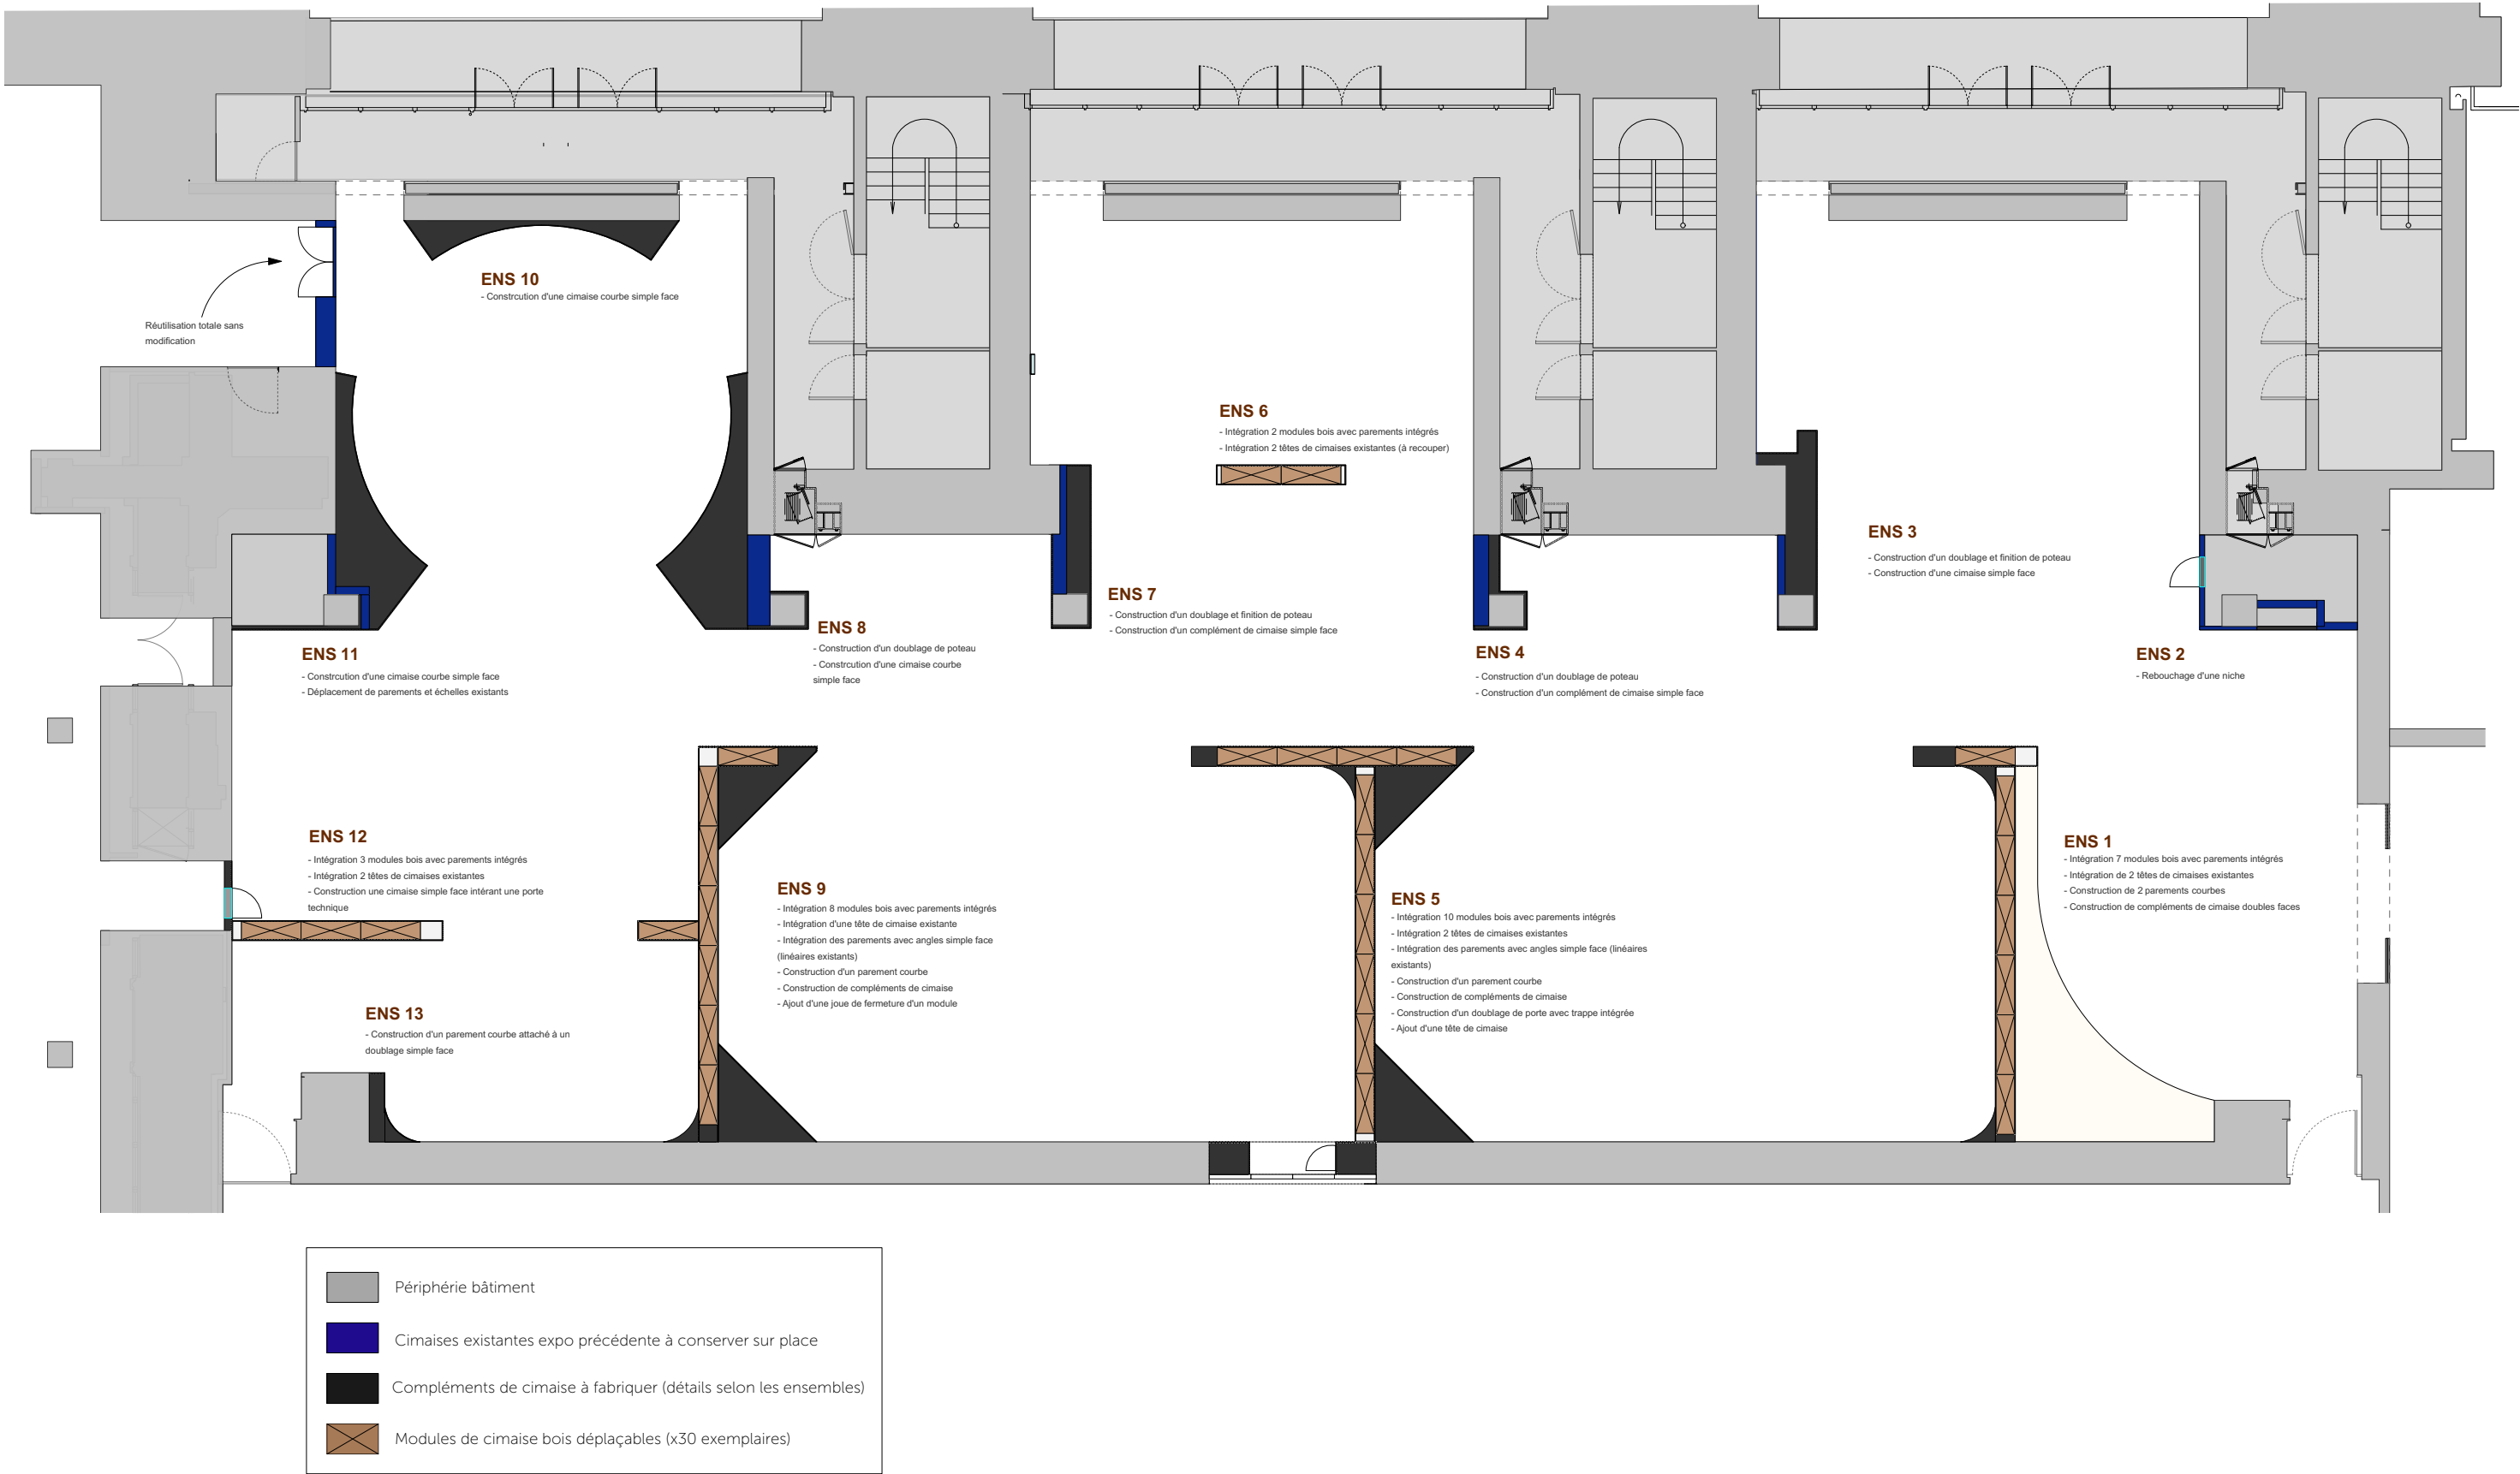 ENS 10
- Constrcution d'une cimaise courbe simple face
Réutilisation totale sans
modification
ENS 6
- Intégration 2 modules bois avec parements intégrés
- Intégration 2 têtes de cimaises existantes (à recouper)
ENS 3
- Construction d'un doublage et finition de poteau
- Construction d'une cimaise simple face
ENS 7
- Construction d'un doublage et finition de poteau
- Construction d'un complément de cimaise simple face
ENS 8
- Construction d'un doublage de poteau
- Constrcution d'une cimaise courbe
simple face
ENS 4
- Construction d'un doublage de poteau
- Construction d'un complément de cimaise simple face
ENS 11
- Constrcution d'une cimaise courbe simple face
- Déplacement de parements et échelles existants
ENS 2
- Rebouchage d'une niche
ENS 12
- Intégration 3 modules bois avec parements intégrés
- Intégration 2 têtes de cimaises existantes
- Construction une cimaise simple face intérant une porte
technique
ENS 9
- Intégration 8 modules bois avec parements intégrés
- Intégration d'une tête de cimaise existante
- Intégration des parements avec angles simple face
(linéaires existants)
- Construction d'un parement courbe
- Construction de compléments de cimaise
- Ajout d'une joue de fermeture d'un module
ENS 5
- Intégration 10 modules bois avec parements intégrés
- Intégration 2 têtes de cimaises existantes
- Intégration des parements avec angles simple face (linéaires
existants)
- Construction d'un parement courbe
- Construction de compléments de cimaise
- Construction d'un doublage de porte avec trappe intégrée
- Ajout d'une tête de cimaise
ENS 1
- Intégration 7 modules bois avec parements intégrés
- Intégration de 2 têtes de cimaises existantes
- Construction de 2 parements courbes
- Construction de compléments de cimaise doubles faces
ENS 13
- Construction d'un parement courbe attaché à un
doublage simple face
Périphérie bâtiment
Cimaises existantes expo précédente à conserver sur place
Compléments de cimaise à fabriquer (détails selon les ensembles)
Modules de cimaise bois déplaçables (x30 exemplaires)